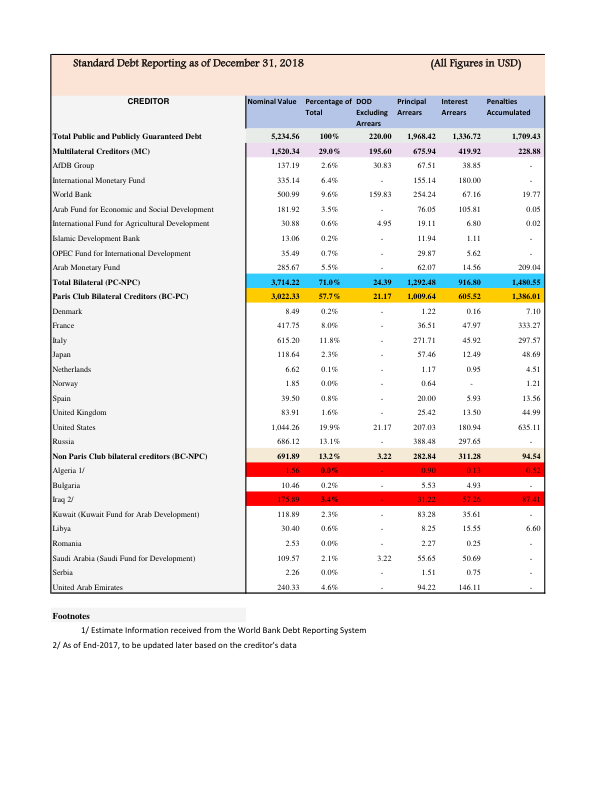 Standard Debt Reporting as of December 31, 2018 (All Figures in USD)
CREDITOR Nominal Value Percentage of Total DOD Excluding Arrears Principal Arrears Interest Arrears Penalties Accumulated
Total Public and Publicly Guaranteed Debt 5,234.56 100% 220.00 1,968.42 1,336.72 1,709.43
Multilateral Creditors (MC) 1,520.34 29.0% 195.60 675.94 419.92 228.88
AfDB Group 137.19 2.6% 30.83 67.51 38.85 -
International Monetary Fund 335.14 6.4% - 155.14 180.00 -
World Bank 500.99 9.6% 159.83 254.24 67.16 19.77
Arab Fund for Economic and Social Development 181.92 3.5% - 76.05 105.81 0.05
International Fund for Agricultural Development 30.88 0.6% 4.95 19.11 6.80 0.02
Islamic Development Bank 13.06 0.2% - 11.94 1.11 -
OPEC Fund for International Development 35.49 0.7% - 29.87 5.62 -
Arab Monetary Fund 285.67 5.5% - 62.07 14.56 209.04
Total Bilateral (PC-NPC) 3,714.22 71.0% 24.39 1,292.48 916.80 1,480.55
Paris Club Bilateral Creditors (BC-PC) 3,022.33 57.7% 21.17 1,009.64 605.52 1,386.01
Denmark 8.49 0.2% - 1.22 0.16 7.10
France 417.75 8.0% - 36.51 47.97 333.27
Italy 615.20 11.8% - 271.71 45.92 297.57
Japan 118.64 2.3% - 57.46 12.49 48.69
Netherlands 6.62 0.1% - 1.17 0.95 4.51
Norway 1.85 0.0% - 0.64 - 1.21
Spain 39.50 0.8% - 20.00 5.93 13.56
United Kingdom 83.91 1.6% - 25.42 13.50 44.99
United States 1,044.26 19.9% 21.17 207.03 180.94 635.11
Russia 686.12 13.1% - 388.48 297.65 -
Non Paris Club bilateral creditors (BC-NPC) 691.89 13.2% 3.22 282.84 311.28 94.54
Algeria 1/ 1.56 0.0% - 0.90 0.13 0.52
Bulgaria 10.46 0.2% - 5.53 4.93 -
Iraq 2/ 175.89 3.4% - 31.22 57.26 87.41
Kuwait (Kuwait Fund for Arab Development) 118.89 2.3% - 83.28 35.61 -
Libya 30.40 0.6% - 8.25 15.55 6.60
Romania 2.53 0.0% - 2.27 0.25 -
Saudi Arabia (Saudi Fund for Development) 109.57 2.1% 3.22 55.65 50.69 -
Serbia 2.26 0.0% - 1.51 0.75 -
United Arab Emirates 240.33 4.6% - 94.22 146.11 -
Footnotes
1/ Estimate Information received from the World Bank Debt Reporting System
2/ As of End-2017, to be updated later based on the creditor's data